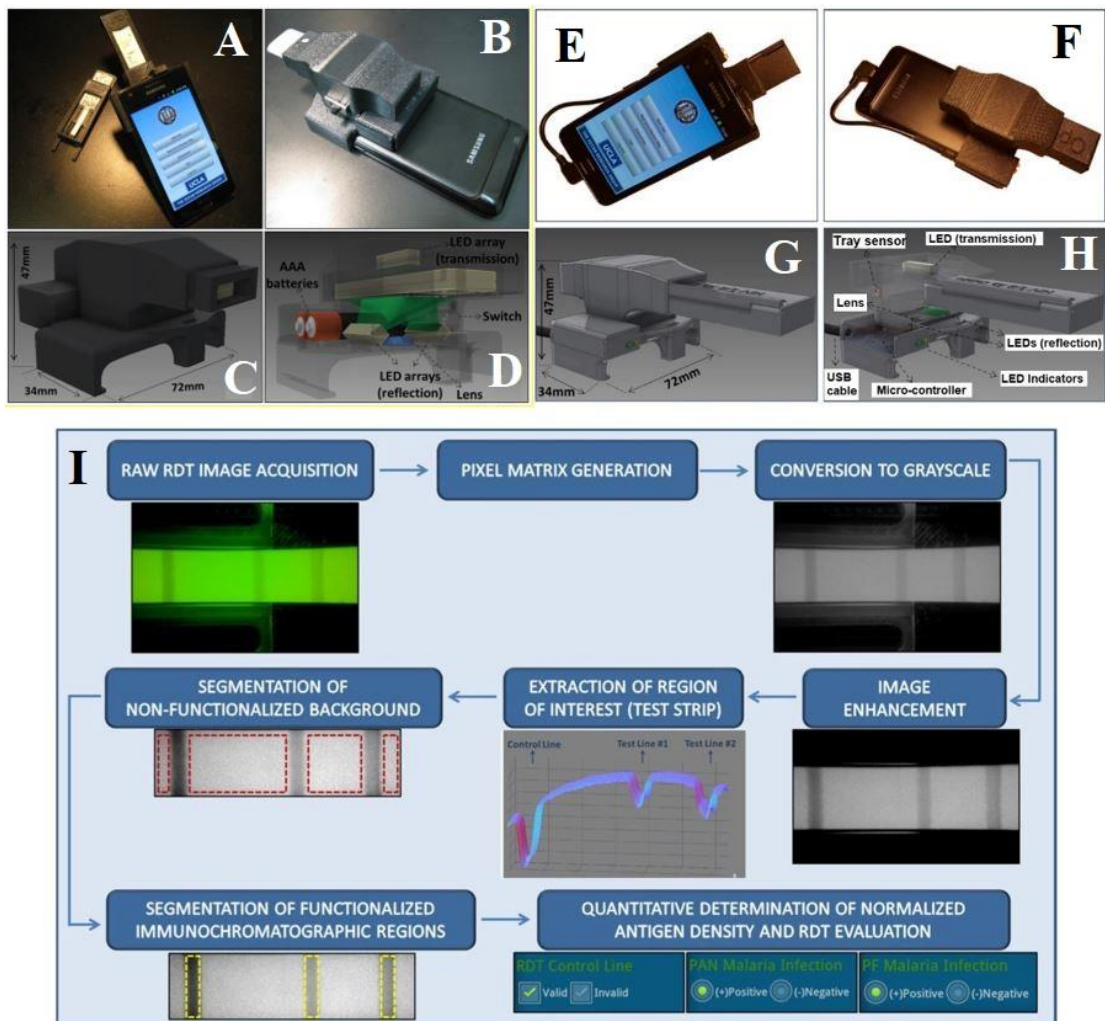 A
B
E
F
UCLA
SAMSUNG
47mm
34mm
72mm
C
LED array
(transmission)
AAA
batteries
Switch
LED arrays
(reflection)
Lens
D
47mm
34mm
72mm
G
Tray sensor
LED (transmission)
H
Lens
LEDs (reflection)
USB
cable
Micro-controller
LED Indicators
I
RAW RDT IMAGE ACQUISITION
PIXEL MATRIX GENERATION
CONVERSION TO GRAYSCALE
SEGMENTATION OF
NON-FUNCTIONALIZED BACKGROUND
EXTRACTION OF REGION
OF INTEREST (TEST STRIP)
IMAGE
ENHANCEMENT
Control Line
Test Line #1
Test Line #2
SEGMENTATION OF FUNCTIONALIZED
IMMUNOCHROMATOGRAPHIC REGIONS
QUANTITATIVE DETERMINATION OF NORMALIZED
ANTIGEN DENSITY AND RDT EVALUATION
RDT Control Line
Valid Invalid
PAN Malaria Infection
(+)Positive (-)Negative
PF Malaria Infection
(+)Positive (-)Negative